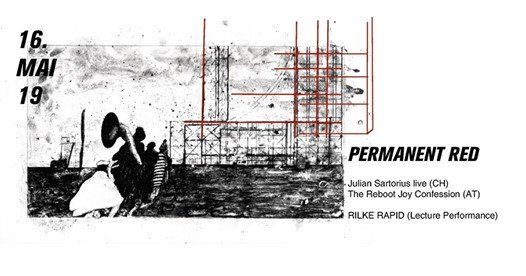 16.
MAI
19
PERMANENT RED
Julian Sartorius live (CH)
The Reboot Joy Confession (AT)
RILKE RAPID (Lecture Performance)